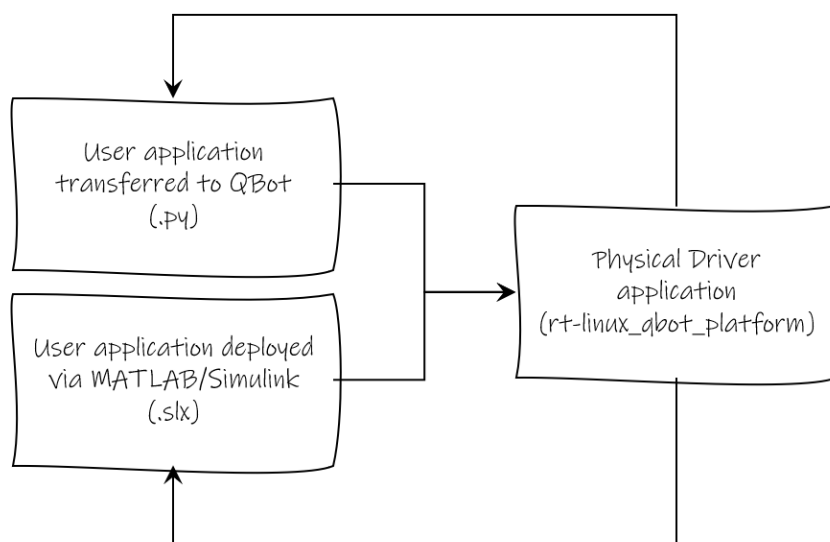 User application
transferred to QBot
(.py)
User application deployed
via MATLAB/Simulink
(.slx)
Physical Driver
application
(rt-linux_qbot_platform)